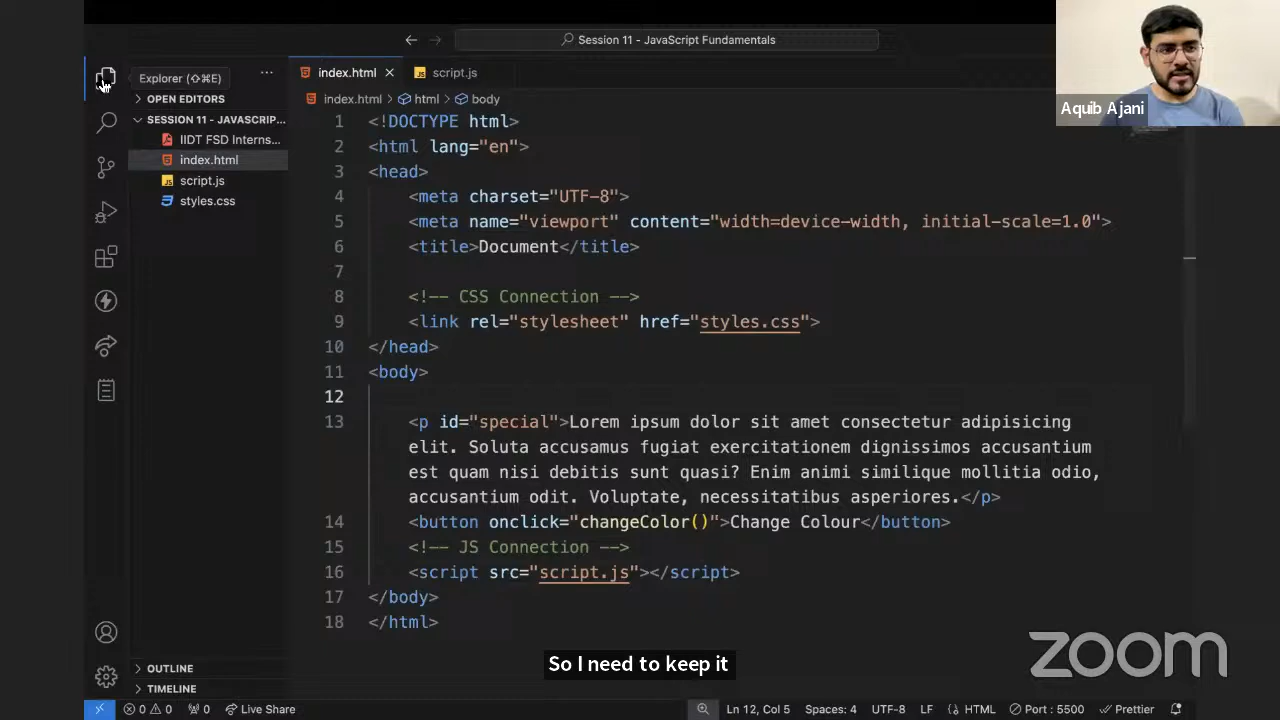 Session 11 - JavaScript Fundamentals
Aquib Ajani
Explorer (⇧⌘E)
···
index.html
script.js
OPEN EDITORS
SESSION 11 - JAVASCRIP...
IIDT FSD Interns...
index.html
script.js
styles.css
index.html > html > body
1 <!DOCTYPE html>
2 <html lang="en">
3 <head>
4 <meta charset="UTF-8">
5 <meta name="viewport" content="width=device-width, initial-scale=1.0">
6 <title>Document</title>
7
8 <!-- CSS Connection -->
9 <link rel="stylesheet" href="styles.css">
10 </head>
11 <body>
12
13 <p id="special">Lorem ipsum dolor sit amet consectetur adipisicing
elit. Soluta accusamus fugiat exercitationem dignissimos accusantium
est quam nisi debitis sunt quasi? Enim animi similique mollitia odio,
accusantium odit. Voluptate, necessitatibus asperiores.</p>
14 <button onclick="changeColor()">Change Colour</button>
15 <!-- JS Connection -->
16 <script src="script.js"></script>
17 </body>
18 </html>
OUTLINE
TIMELINE
So I need to keep it
zoom
0 0 0 Live Share
Ln 12, Col 5 Spaces: 4 UTF-8 LF {} HTML Port : 5500 Prettier